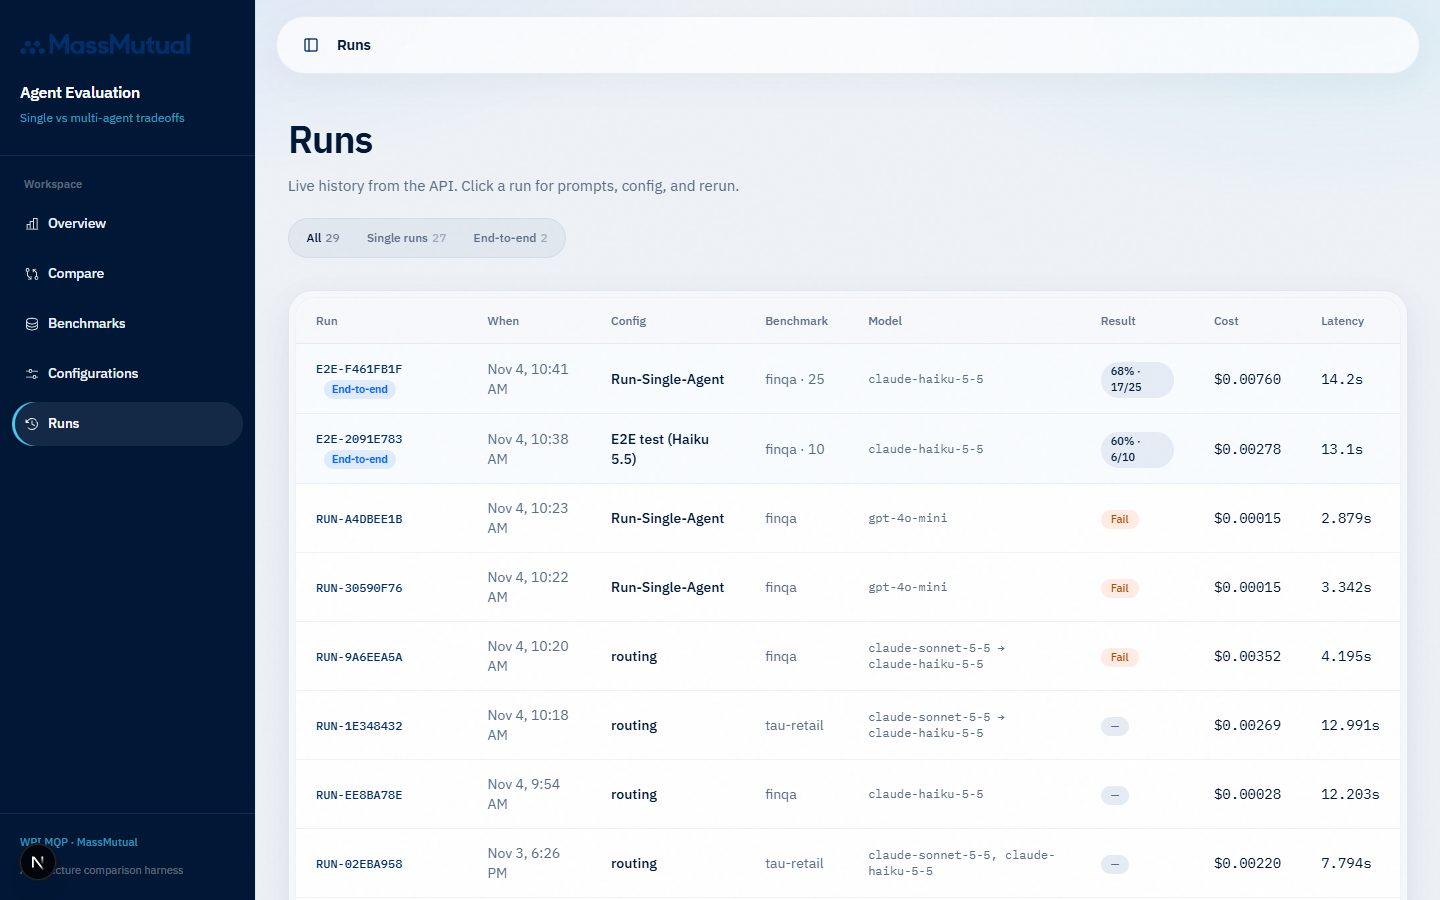 MassMutual
Agent Evaluation
Single vs multi-agent tradeoffs
Workspace
Overview
Compare
Benchmarks
Configurations
Runs
WPI MQP · MassMutual
cture comparison harness
N
Runs
Runs
Live history from the API. Click a run for prompts, config, and rerun.
All 29 Single runs 27 End-to-end 2
Run When Config Benchmark Model Result Cost Latency
E2E-F461FB1F
End-to-end
Nov 4, 10:41
AM
Run-Single-Agent
finqa · 25
claude-haiku-5-5
68% ·
17/25
$0.00760
14.2s
E2E-2091E783
End-to-end
Nov 4, 10:38
AM
E2E test (Haiku
5.5)
finqa · 10
claude-haiku-5-5
60% ·
6/10
$0.00278
13.1s
RUN-A4DBEE1B
Nov 4, 10:23
AM
Run-Single-Agent
finqa
gpt-4o-mini
Fail
$0.00015
2.879s
RUN-30590F76
Nov 4, 10:22
AM
Run-Single-Agent
finqa
gpt-4o-mini
Fail
$0.00015
3.342s
RUN-9A6EEA5A
Nov 4, 10:20
AM
routing
finqa
claude-sonnet-5-5 →
claude-haiku-5-5
Fail
$0.00352
4.195s
RUN-1E348432
Nov 4, 10:18
AM
routing
tau-retail
claude-sonnet-5-5 →
claude-haiku-5-5
—
$0.00269
12.991s
RUN-EE8BA78E
Nov 4, 9:54
AM
routing
finqa
claude-haiku-5-5
—
$0.00028
12.203s
RUN-02EBA958
Nov 3, 6:26
PM
routing
tau-retail
claude-sonnet-5-5, claude-
haiku-5-5
—
$0.00220
7.794s